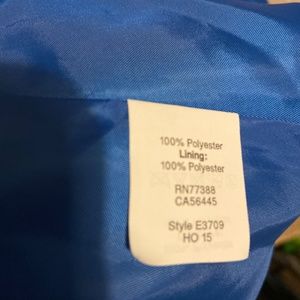 100% Polyester
Lining:
100% Polyester
RN77388
CA56445
Style E3709
HO 15